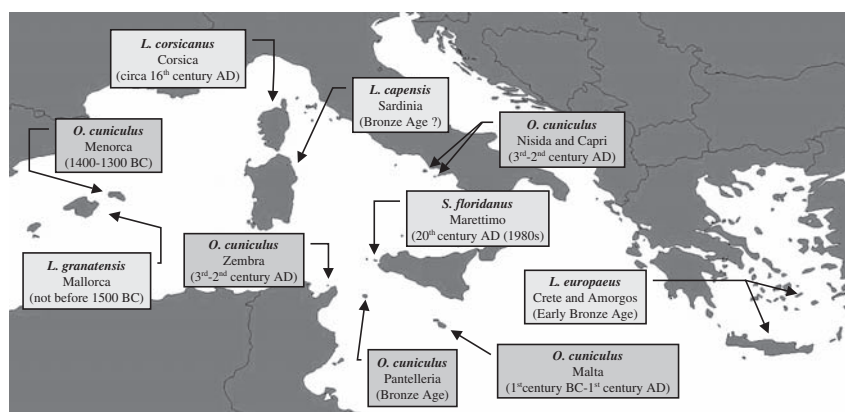 L. corsicanus
Corsica
(circa 16th century AD)
L. capensis
Sardinia
(Bronze Age ?)
O. cuniculus
Menorca
(1400-1300 BC)
O. cuniculus
Nisida and Capri
(3rd-2nd century AD)
S. floridanus
Marettimo
(20th century AD (1980s)
O. cuniculus
Zembra
(3rd-2nd century AD)
L. granatensis
Mallorca
(not before 1500 BC)
L. europaeus
Crete and Amorgos
(Early Bronze Age)
O. cuniculus
Pantelleria
(Bronze Age)
O. cuniculus
Malta
(1stcentury BC-1st century AD)